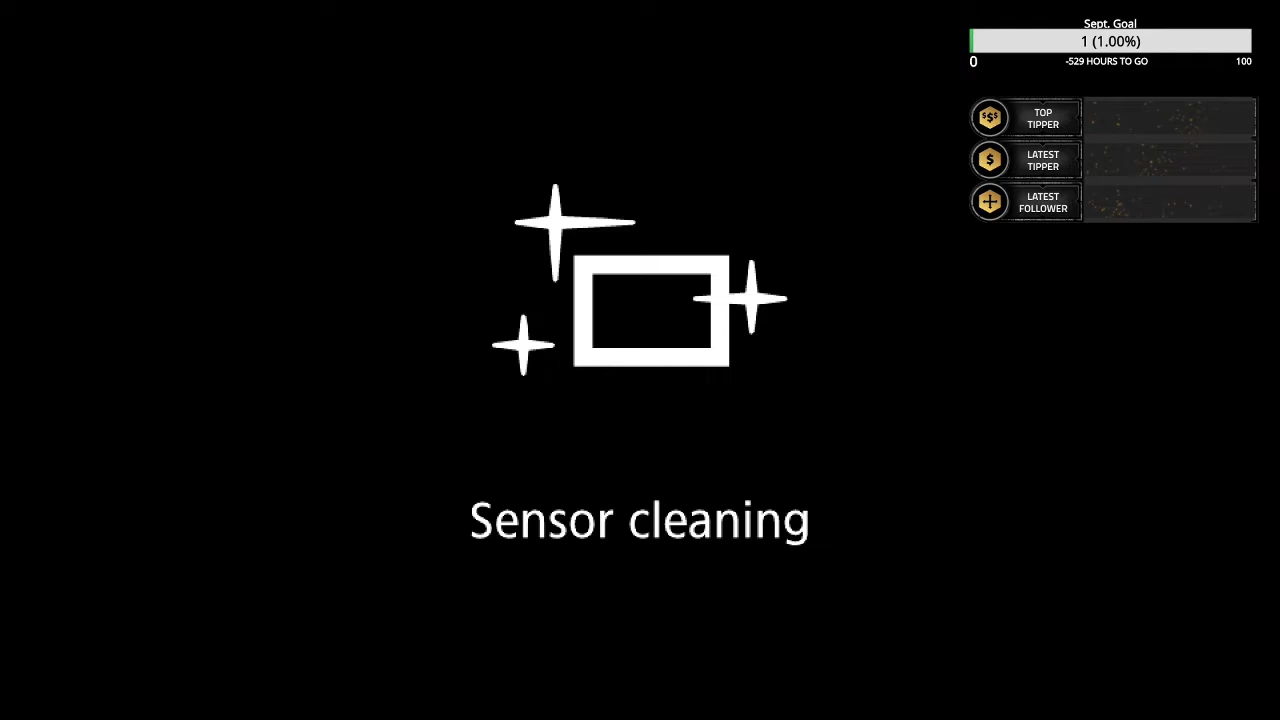 Sept. Goal
1 (1.00%)
0 -529 HOURS TO GO 100
TOP
TIPPER
LATEST
TIPPER
LATEST
FOLLOWER
Sensor cleaning